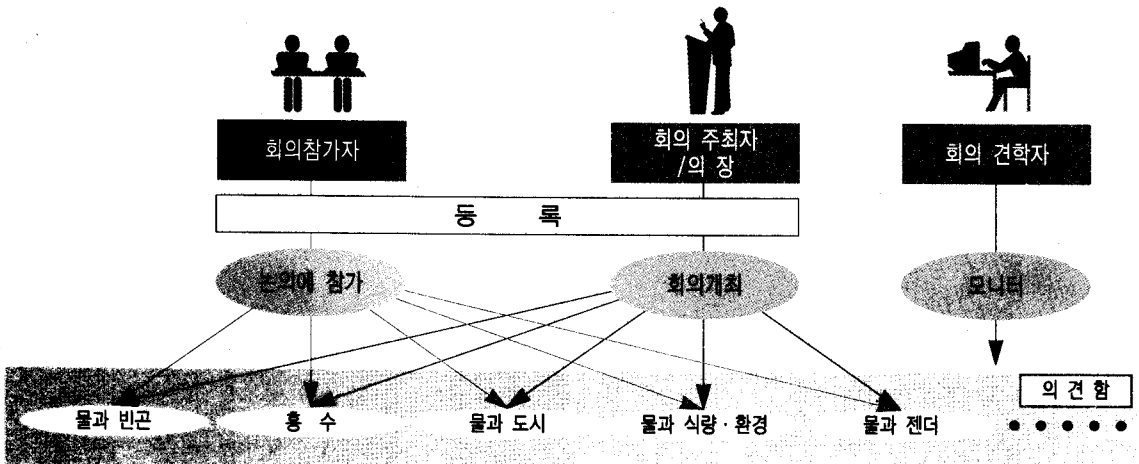 회의참가자
회의 주최자
/의 장
회의 견학자
등 록
논의에 참가
회의개최
모니터
의 견 함
물과 빈곤
홍 수
물과 도시
물과 식량·환경
물과 젠더